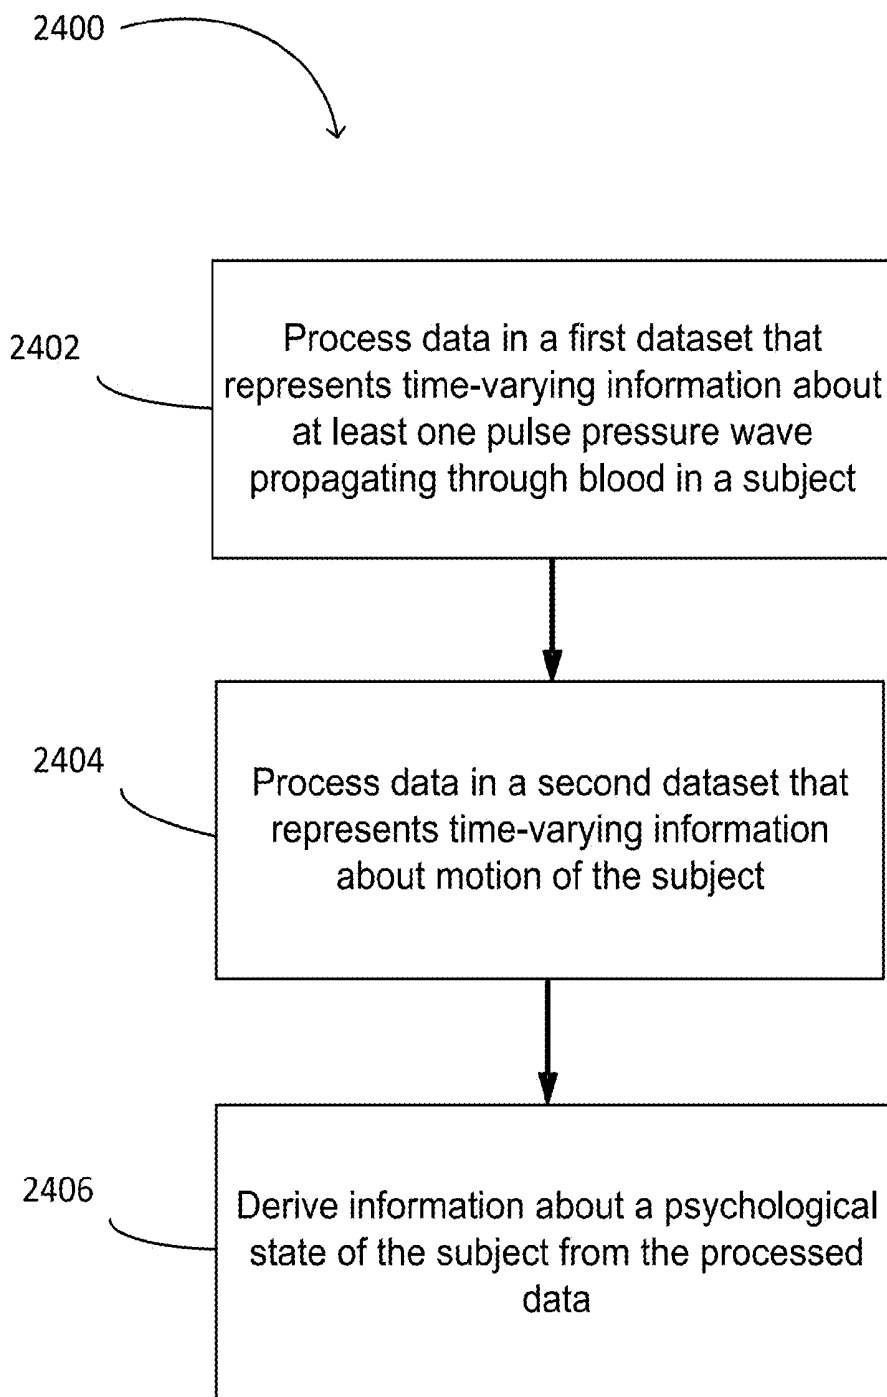 2400
2402
Process data in a first dataset that
represents time-varying information about
at least one pulse pressure wave
propagating through blood in a subject
2404
Process data in a second dataset that
represents time-varying information
about motion of the subject
2406
Derive information about a psychological
state of the subject from the processed
data